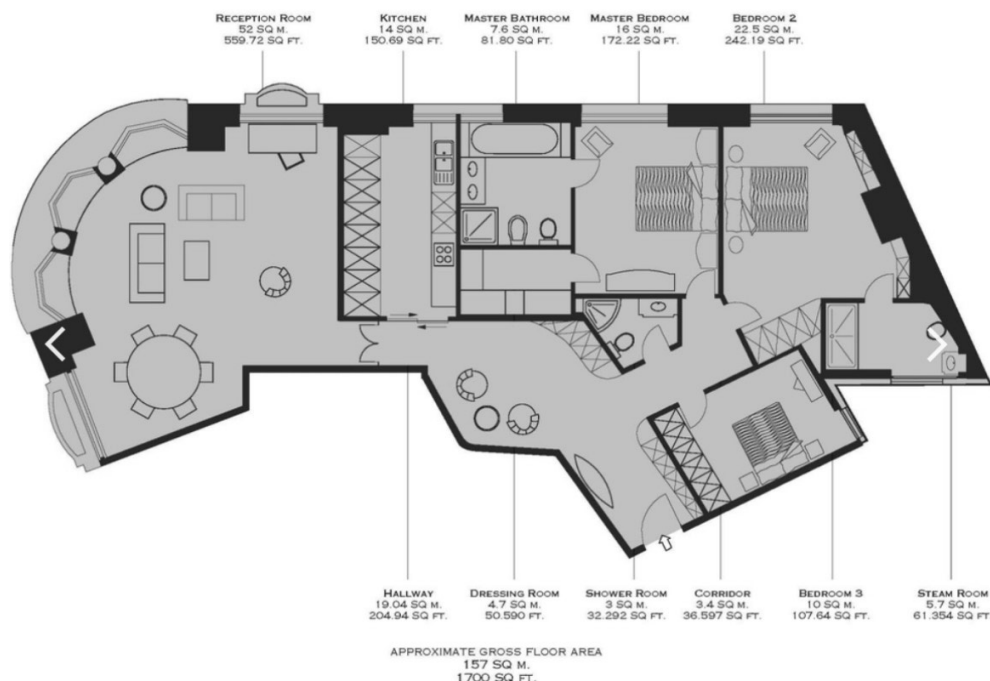 RECEPTION ROOM
52 SQ M.
559.72 SQ FT.
KITCHEN
14 SQ M.
150.69 SQ FT.
MASTER BATHROOM
7.6 SQ M.
81.80 SQ FT.
MASTER BEDROOM
16 SQ M.
172.22 SQ FT.
BEDROOM 2
22.5 SQ M.
242.19 SQ FT.
HALLWAY
19.04 SQ M.
204.94 SQ FT.
DRESSING ROOM
4.7 SQ M.
50.590 FT.
SHOWER ROOM
3 SQ M.
32.292 SQ FT.
CORRIDOR
3.4 SQ M.
36.597 SQ FT.
BEDROOM 3
10 SQ M.
107.64 SQ FT.
STEAM ROOM
5.7 SQ M.
61.354 SQ FT.
APPROXIMATE GROSS FLOOR AREA
157 SQ M.
1700 SQ FT.